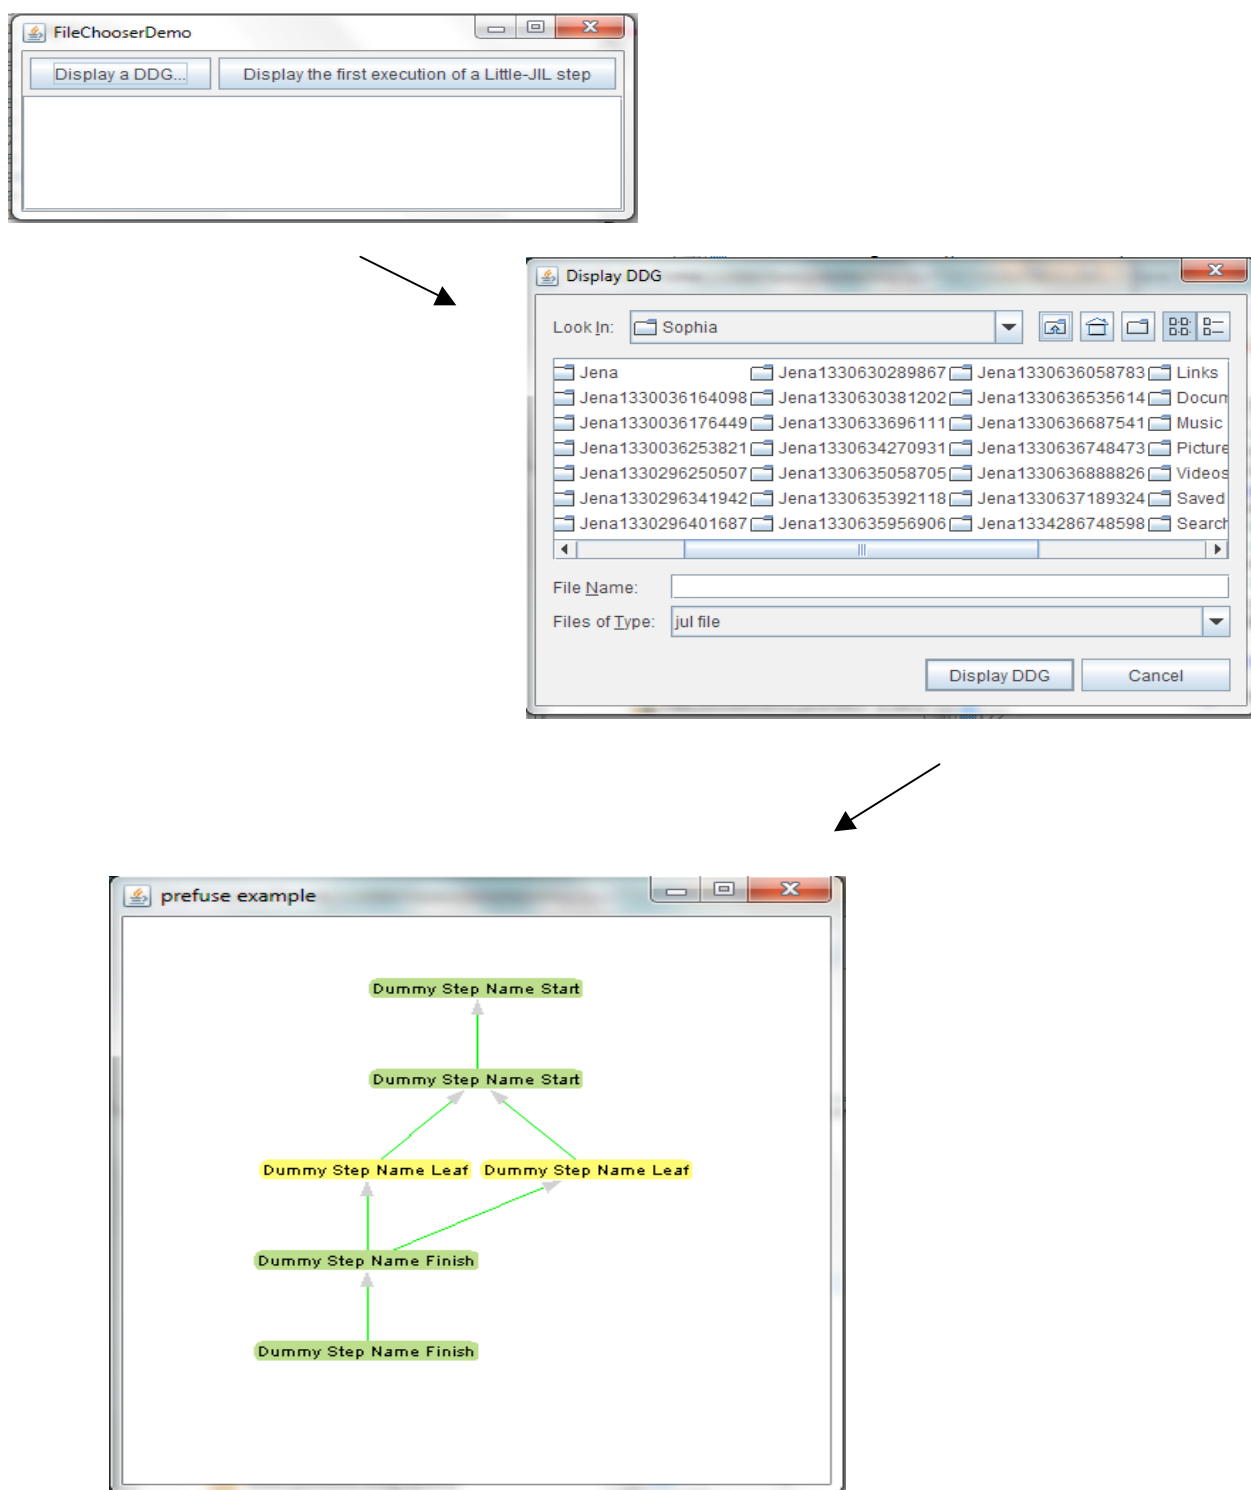 FileChooserDemo
Display a DDG... Display the first execution of a Little-JIL step
Display DDG
Look In: Sophia
Jena Jena1330630289867 Jena1330636058783 Links
Jena1330036164098 Jena1330630381202 Jena1330636535614 Docum
Jena1330036176449 Jena1330633696111 Jena1330636687541 Music
Jena1330036253821 Jena1330634270931 Jena1330636748473 Picture
Jena1330296250507 Jena1330635058705 Jena1330636888826 Videos
Jena1330296341942 Jena1330635392118 Jena1330637189324 Saved
Jena1330296401687 Jena1330635956906 Jena1334286748598 Search
File Name:
Files of Type: jul file
Display DDG Cancel
prefuse example
Dummy Step Name Start
Dummy Step Name Start
Dummy Step Name Leaf Dummy Step Name Leaf
Dummy Step Name Finish
Dummy Step Name Finish